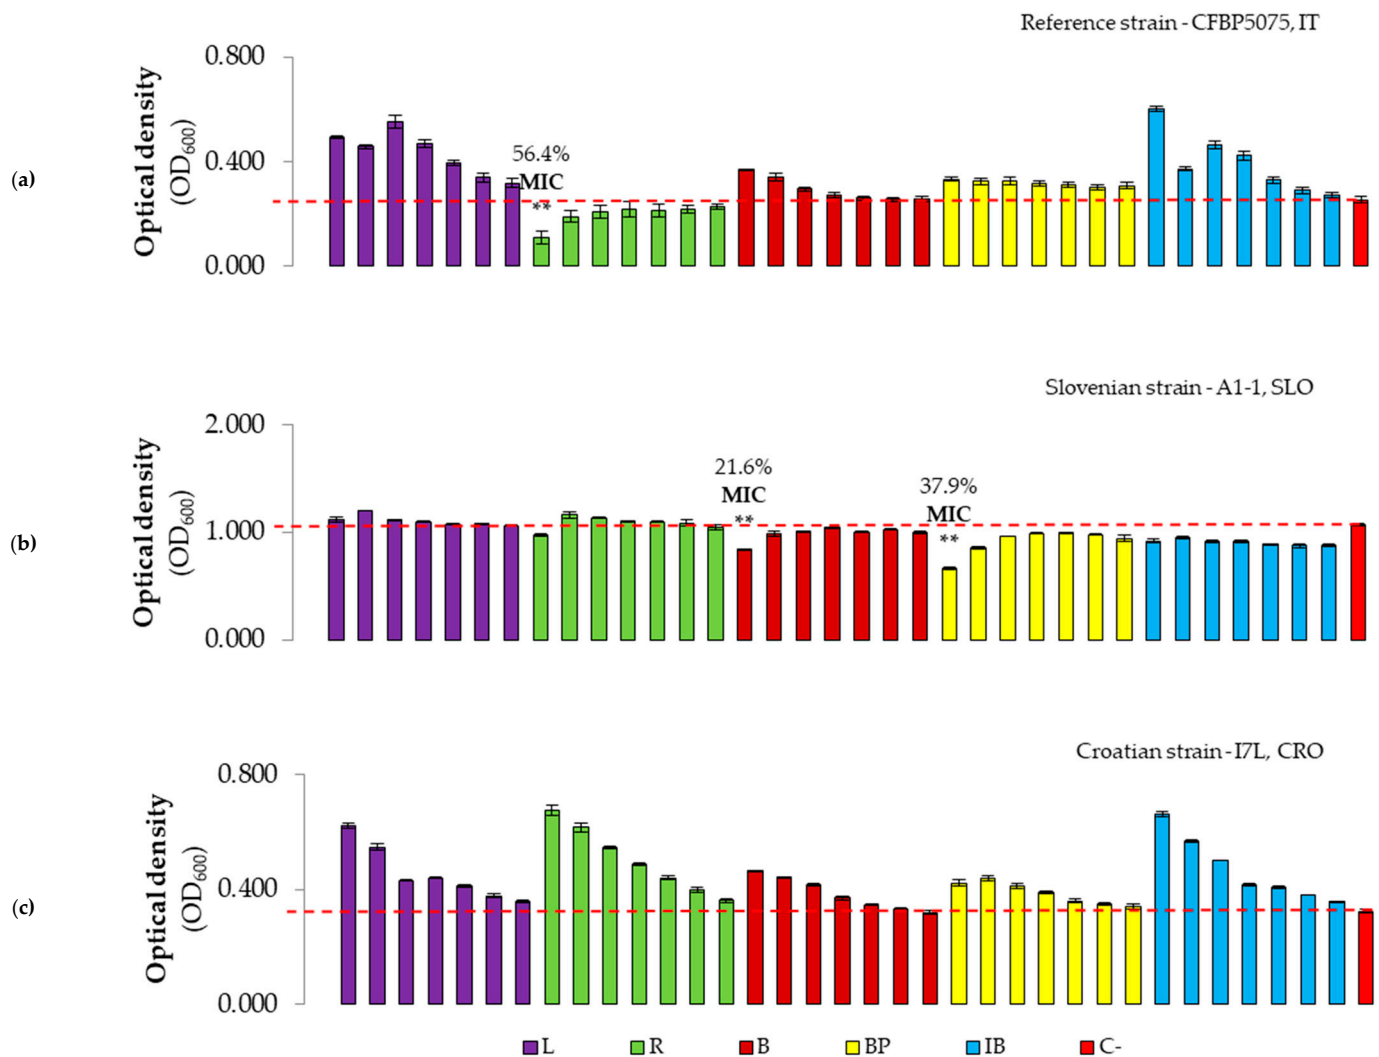 Reference strain - CFBP5075, IT
(a)
Optical density
(OD600)
0.800
0.400
0.000
56.4%
MIC
**
Slovenian strain - A1-1, SLO
(b)
Optical density
(OD600)
2.000
1.000
0.000
21.6%
MIC
**
37.9%
MIC
**
Croatian strain - I7L, CRO
(c)
Optical density
(OD600)
0.800
0.400
0.000
L R B BP IB C-